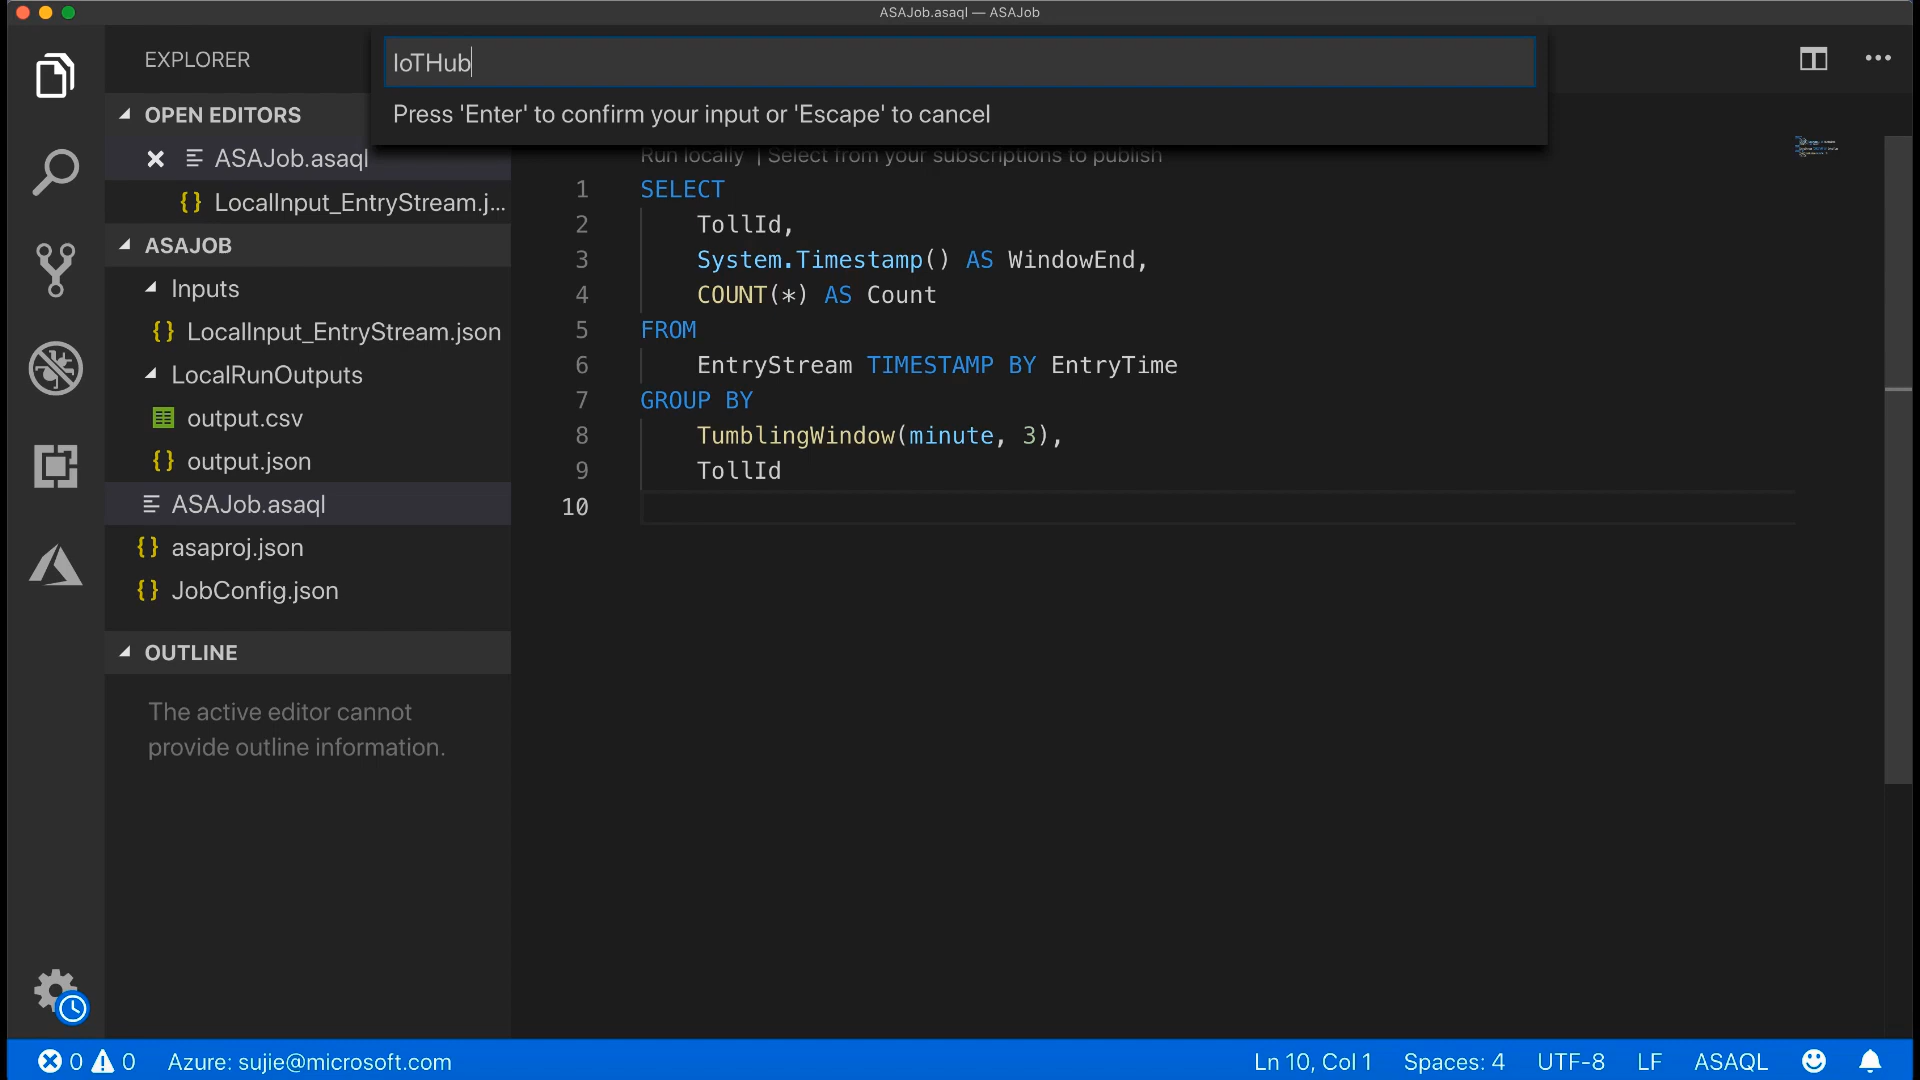 ASAJob.asaql — ASAJob
EXPLORER
IoTHub
Press 'Enter' to confirm your input or 'Escape' to cancel
OPEN EDITORS
ASAJob.asaql
LocalInput_EntryStream.j...
ASAJOB
Inputs
LocalInput_EntryStream.json
LocalRunOutputs
output.csv
output.json
ASAJob.asaql
asaproj.json
JobConfig.json
OUTLINE
The active editor cannot
provide outline information.
Run locally | Select from your subscriptions to publish
1 SELECT
2 TollId,
3 System.Timestamp() AS WindowEnd,
4 COUNT(*) AS Count
5 FROM
6 EntryStream TIMESTAMP BY EntryTime
7 GROUP BY
8 TumblingWindow(minute, 3),
9 TollId
10
0 0 Azure: sujie@microsoft.com Ln 10, Col 1 Spaces: 4 UTF-8 LF ASAQL